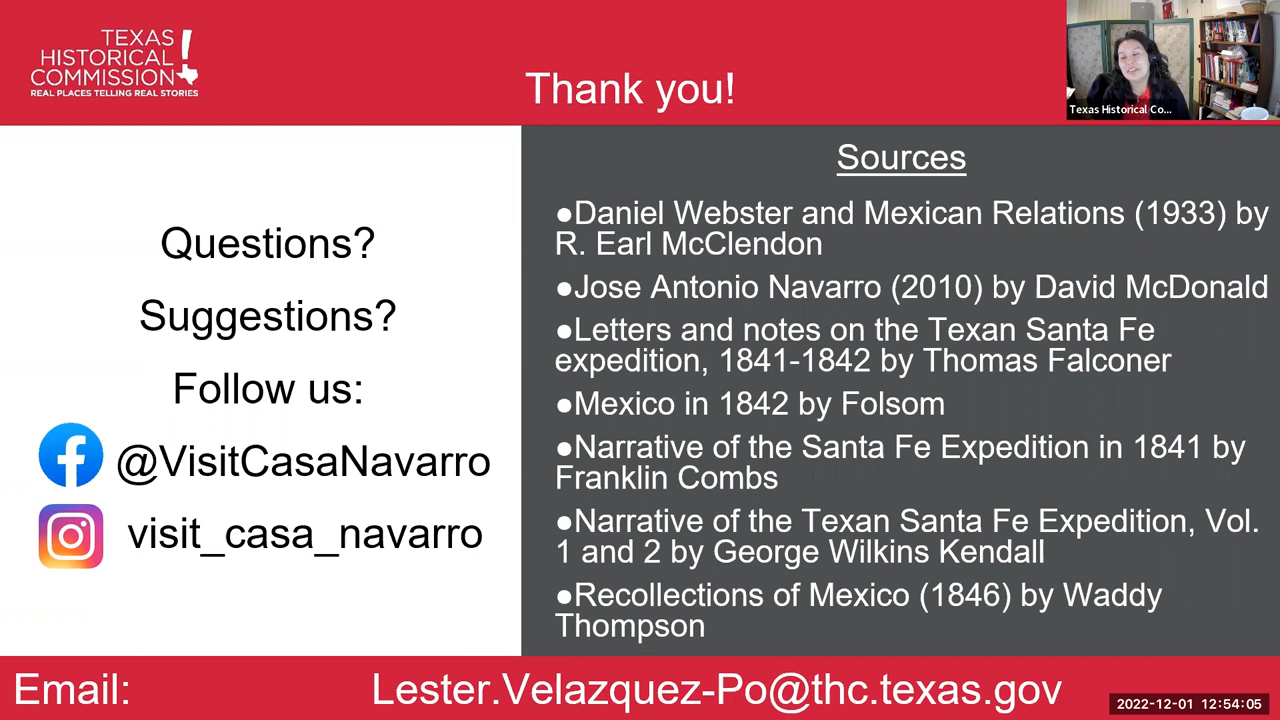 TEXAS
HISTORICAL
COMMISSION
REAL PLACES TELLING REAL STORIES
Thank you!
Texas Historical Co...
Questions?
Suggestions?
Follow us:
@VisitCasaNavarro
visit_casa_navarro
Sources
●Daniel Webster and Mexican Relations (1933) by
R. Earl McClendon
●Jose Antonio Navarro (2010) by David McDonald
●Letters and notes on the Texan Santa Fe
expedition, 1841-1842 by Thomas Falconer
●Mexico in 1842 by Folsom
●Narrative of the Santa Fe Expedition in 1841 by
Franklin Combs
●Narrative of the Texan Santa Fe Expedition, Vol.
1 and 2 by George Wilkins Kendall
●Recollections of Mexico (1846) by Waddy
Thompson
Email: Lester.Velazquez-Po@thc.texas.gov
2022-12-01 12:54:05